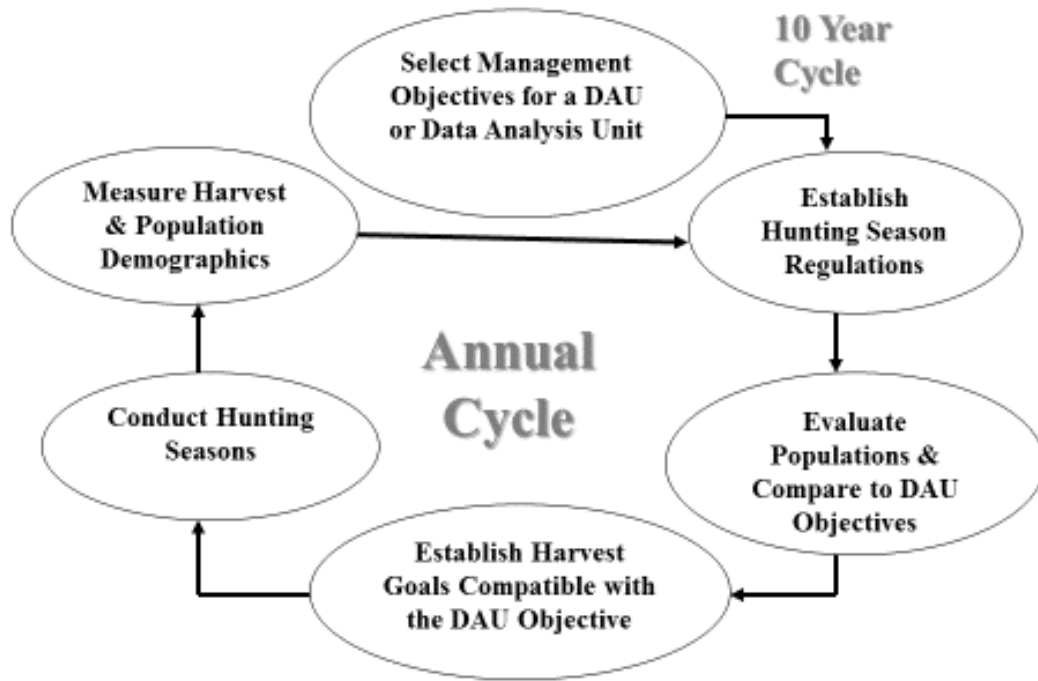 Select Management
Objectives for a DAU
or Data Analysis Unit
10 Year
Cycle
Establish
Hunting Season
Regulations
Evaluate
Populations &
Compare to DAU
Objectives
Establish Harvest
Goals Compatible with
the DAU Objective
Conduct Hunting
Seasons
Measure Harvest
& Population
Demographics
Annual
Cycle